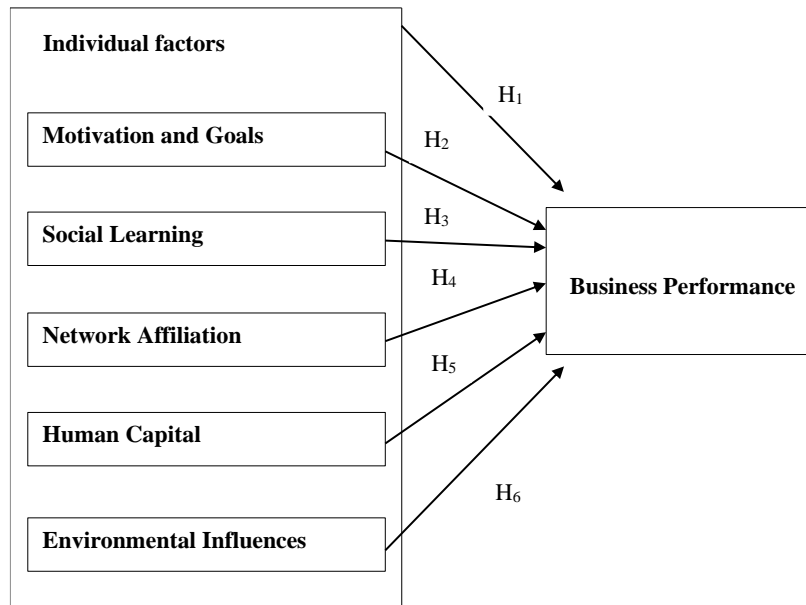 Individual factors
H₁
Motivation and Goals
H₂
Social Learning
H₃
Business Performance
H₄
Network Affiliation
H₅
Human Capital
H₆
Environmental Influences